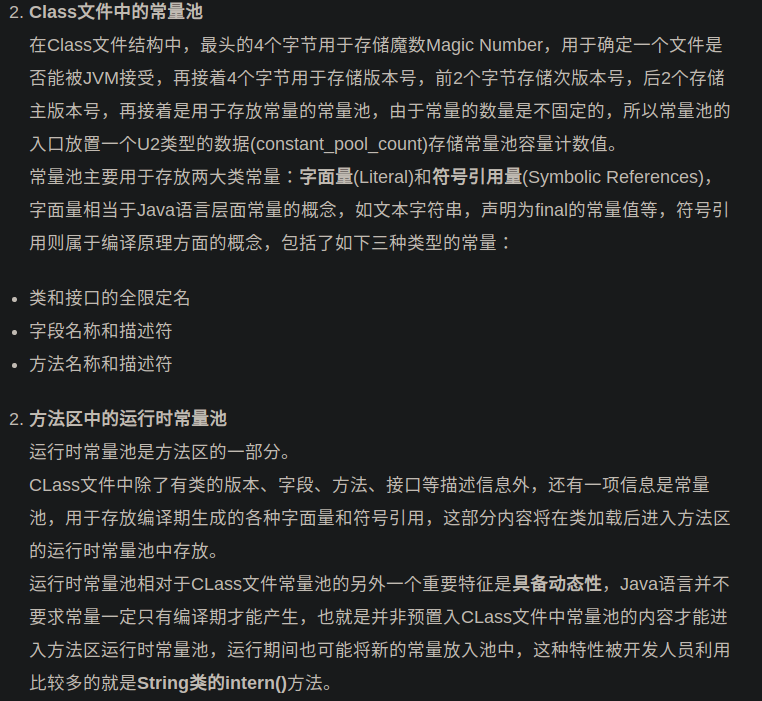 2. Class文件中的常量池
在Class文件结构中，最头的4个字节用于存储魔数Magic Number，用于确定一个文件是
否能被JVM接受，再接着4个字节用于存储版本号，前2个字节存储次版本号，后2个存储
主版本号，再接着是用于存放常量的常量池，由于常量的数量是不固定的，所以常量池的
入口放置一个U2类型的数据(constant_pool_count)存储常量池容量计数值。
常量池主要用于存放两大类常量：字面量(Literal)和符号引用量(Symbolic References)，
字面量相当于Java语言层面常量的概念，如文本字符串，声明为final的常量值等，符号引
用则属于编译原理方面的概念，包括了如下三种类型的常量：
• 类和接口的全限定名
• 字段名称和描述符
• 方法名称和描述符
2. 方法区中的运行时常量池
运行时常量池是方法区的一部分。
CLass文件中除了有类的版本、字段、方法、接口等描述信息外，还有一项信息是常量
池，用于存放编译期生成的各种字面量和符号引用，这部分内容将在类加载后进入方法区
的运行时常量池中存放。
运行时常量池相对于CLass文件常量池的另外一个重要特征是具备动态性，Java语言并不
要求常量一定只有编译期才能产生，也就是并非预置入CLass文件中常量池的内容才能进
入方法区运行时常量池，运行期间也可能将新的常量放入池中，这种特性被开发人员利用
比较多的就是String类的intern()方法。